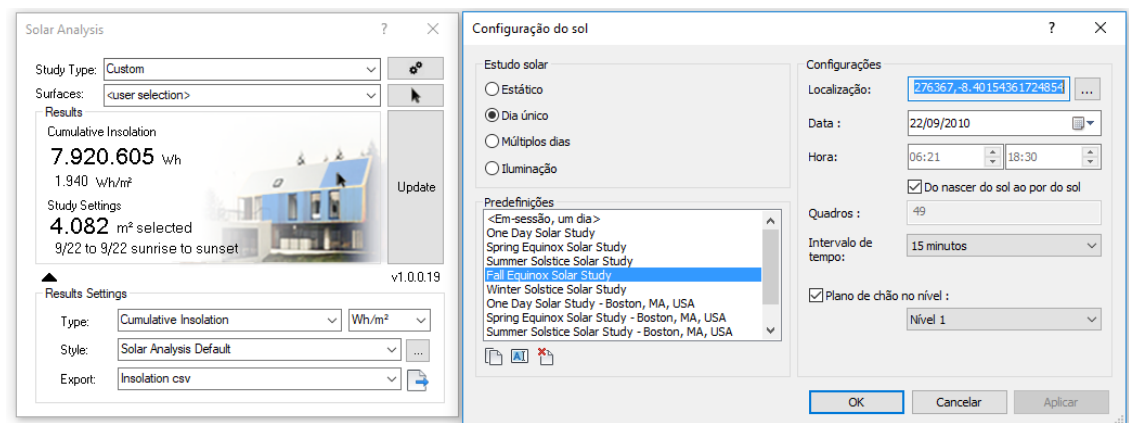 Solar Analysis
Study Type: Custom
Surfaces: <user selection>
Results
Cumulative Insolation
7.920.605 Wh
1.940 Wh/m²
Study Settings
4.082 m² selected
9/22 to 9/22 sunrise to sunset
Update
v1.0.0.19
Results Settings
Type: Cumulative Insolation Wh/m²
Style: Solar Analysis Default ...
Export: Insolation csv
Configuração do sol
Estudo solar
Estático
Dia único
Múltiplos dias
Iluminação
Predefinições
<Em-sessão, um dia>
One Day Solar Study
Spring Equinox Solar Study
Summer Solstice Solar Study
Fall Equinox Solar Study
Winter Solstice Solar Study
One Day Solar Study - Boston, MA, USA
Spring Equinox Solar Study - Boston, MA, USA
Summer Solstice Solar Study - Boston, MA, USA
Configurações
Localização: 276367,-8.40154361724854 ...
Data : 22/09/2010
Hora: 06:21 18:30
Do nascer do sol ao por do sol
Quadros : 49
Intervalo de
tempo: 15 minutos
Plano de chão no nível :
Nível 1
OK Cancelar Aplicar